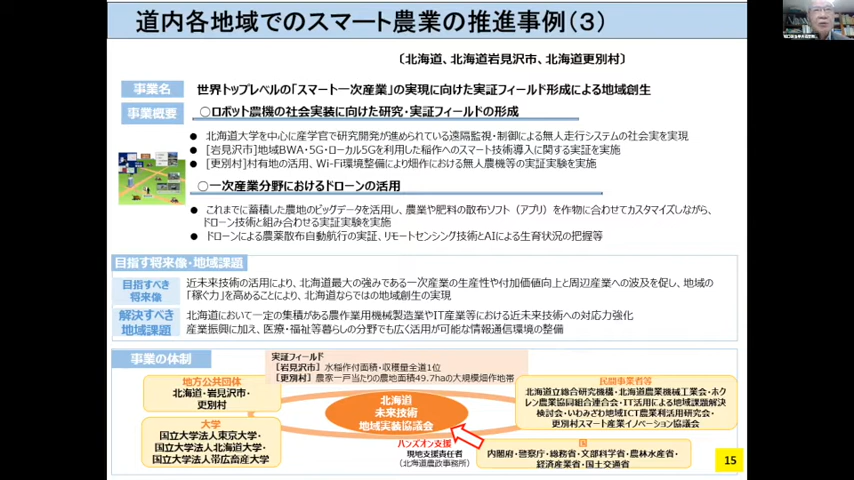 道内各地域でのスマート農業の推進事例(3)
〔北海道、北海道岩見沢市、北海道更別村〕
事業名
世界トップレベルの「スマート一次産業」の実現に向けた実証フィールド形成による地域創生
事業概要
○ロボット農機の社会実装に向けた研究・実証フィールドの形成
● 北海道大学を中心に産学官で研究開発が進められている遠隔監視・制御による無人走行システムの社会実を実現
● [岩見沢市]地域BWA・5G・ローカル5Gを利用した稲作へのスマート技術導入に関する実証を実施
● [更別村]村有地の活用、Wi-Fi環境整備により畑作における無人農機等の実証実験を実施
○一次産業分野におけるドローンの活用
● これまでに蓄積した農地のビッグデータを活用し、農業や肥料の散布ソフト（アプリ）を作物に合わせてカスタマイズしながら、
ドローン技術と組み合わせる実証実験を実施
● ドローンによる農薬散布自動航行の実証、リモートセンシング技術とAIによる生育状況の把握等
目指す将来像・地域課題
目指すべき
将来像
近未来技術の活用により、北海道最大の強みである一次産業の生産性や付加価値向上と周辺産業への波及を促し、地域の
「稼ぐ力」を高めることにより、北海道ならではの地域創生の実現
解決すべき
地域課題
北海道において一定の集積がある農作業用機械製造業やIT産業等における近未来技術への対応力強化
産業振興に加え、医療・福祉等暮らしの分野でも広く活用が可能な情報通信環境の整備
事業の体制
実証フィールド
［岩見沢市］水稲作付面積・収穫量全道1位
［更別村］農家一戸当たりの農地面積49.7haの大規模畑作地帯
地方公共団体
北海道・岩見沢市・
更別村
大学
国立大学法人東京大学・
国立大学法人北海道大学・
国立大学法人帯広畜産大学
北海道
未来技術
地域実装協議会
ハンズオン支援
現地支援責任者
（北海道農政事務所）
民間事業者等
北海道立総合研究機構・北海道農業機械工業会・ホク
レン農業協同組合連合会・IT活用による地域課題解決
検討会・いわみざわ地域ICT農業利活用研究会・
更別村スマート産業イノベーション協議会
国
内閣府・警察庁・総務省・文部科学省・農林水産省・
経済産業省・国土交通省
15